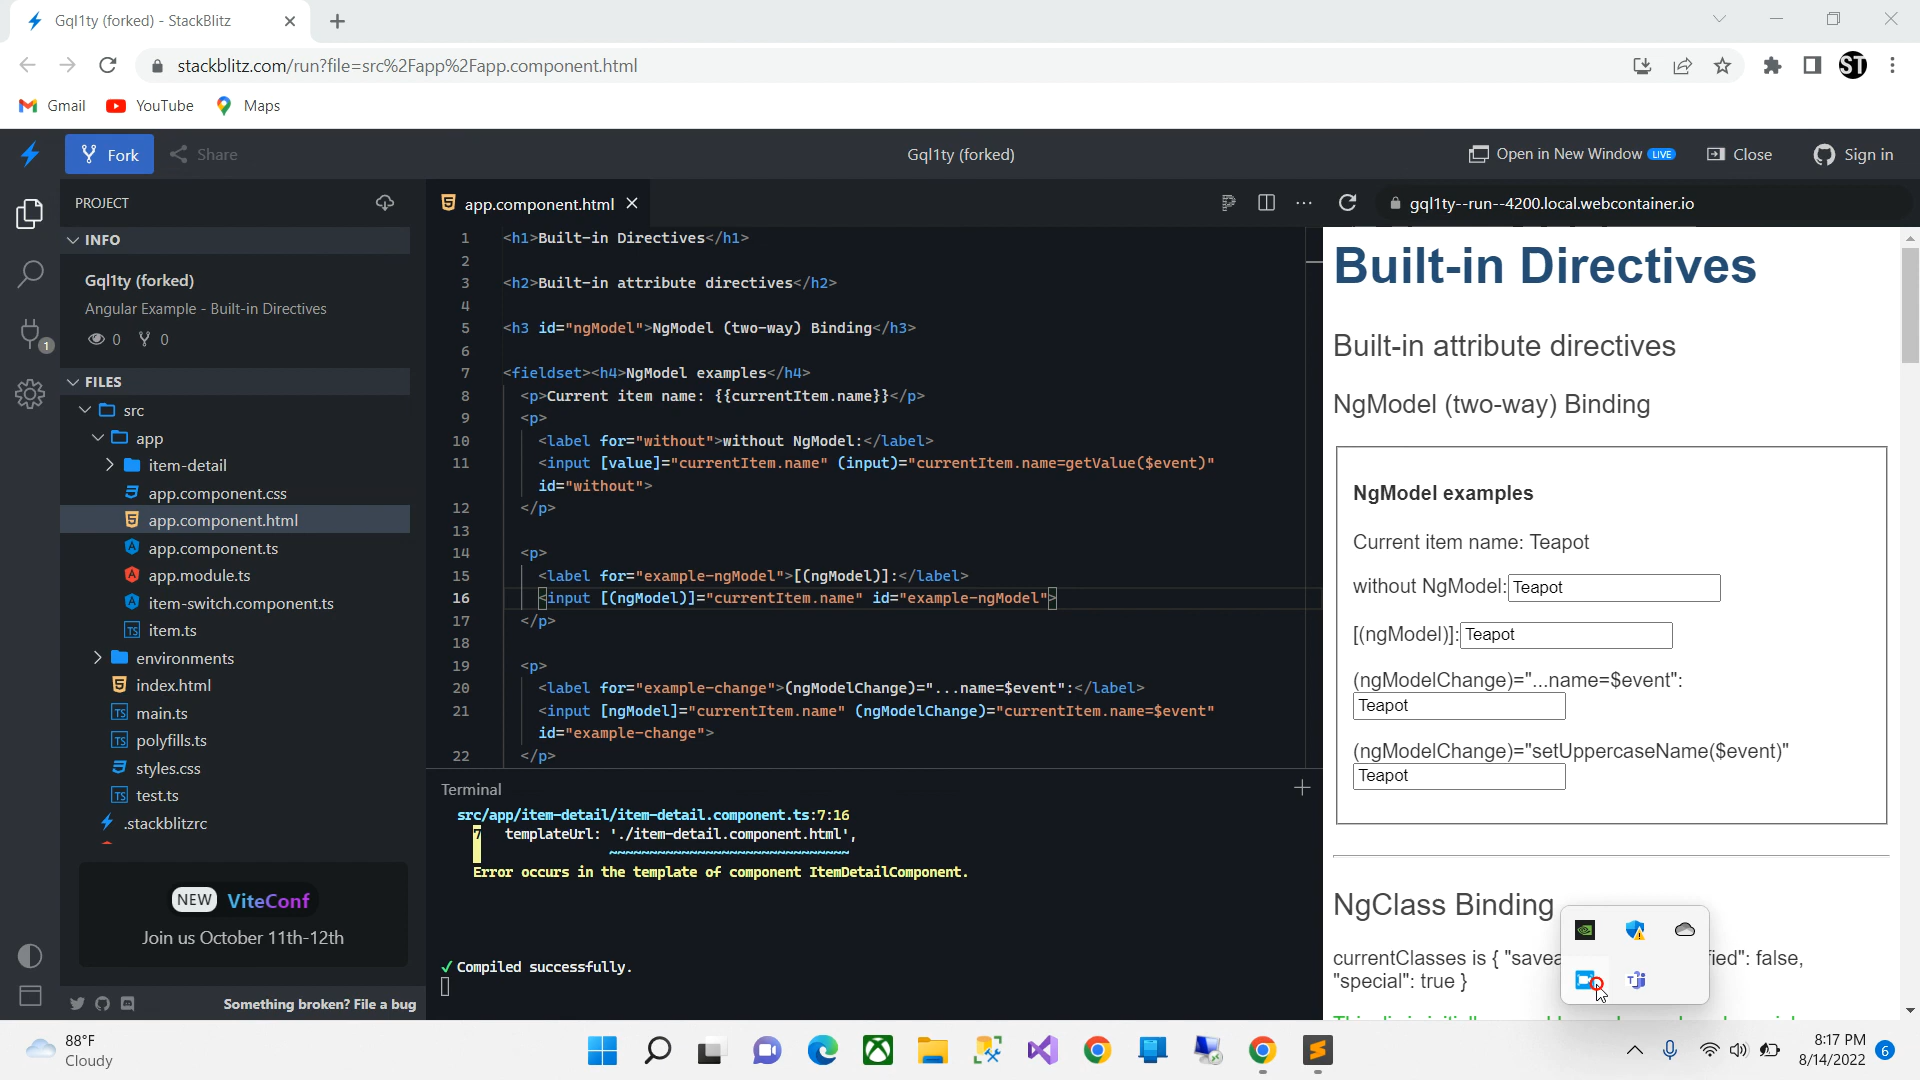 Gql1ty (forked) - StackBlitz
stackblitz.com/run?file=src%2Fapp%2Fapp.component.html
ST
Gmail
YouTube
Maps
Fork
Share
Gql1ty (forked)
Open in New Window LIVE
Close
Sign in
PROJECT
INFO
Gql1ty (forked)
Angular Example - Built-in Directives
0
0
1
FILES
src
app
item-detail
app.component.css
app.component.html
app.component.ts
app.module.ts
item-switch.component.ts
item.ts
environments
index.html
main.ts
polyfills.ts
styles.css
test.ts
.stackblitzrc
NEW ViteConf
Join us October 11th-12th
Something broken? File a bug
app.component.html
1 <h1>Built-in Directives</h1>
2
3 <h2>Built-in attribute directives</h2>
4
5 <h3 id="ngModel">NgModel (two-way) Binding</h3>
6
7 <fieldset><h4>NgModel examples</h4>
8 <p>Current item name: {{currentItem.name}}</p>
9 <p>
10 <label for="without">without NgModel:</label>
11 <input [value]="currentItem.name" (input)="currentItem.name=getValue($event)"
id="without">
12 </p>
13
14 <p>
15 <label for="example-ngModel">[(ngModel)]:</label>
16 <input [(ngModel)]="currentItem.name" id="example-ngModel">
17 </p>
18
19 <p>
20 <label for="example-change">(ngModelChange)="...name=$event":</label>
21 <input [ngModel]="currentItem.name" (ngModelChange)="currentItem.name=$event"
id="example-change">
22 </p>
Terminal
src/app/item-detail/item-detail.component.ts:7:16
7 templateUrl: './item-detail.component.html',
~~~~~~~~~~~~~~~~~~~~~~~~~~~~~~
Error occurs in the template of component ItemDetailComponent.
✓ Compiled successfully.
gql1ty--run--4200.local.webcontainer.io
Built-in Directives
Built-in attribute directives
NgModel (two-way) Binding
NgModel examples
Current item name: Teapot
without NgModel: Teapot
[(ngModel)]: Teapot
(ngModelChange)="...name=$event":
Teapot
(ngModelChange)="setUppercaseName($event)"
Teapot
NgClass Binding
currentClasses is { "savea fied": false,
"special": true }
88°F
Cloudy
8:17 PM
8/14/2022
6